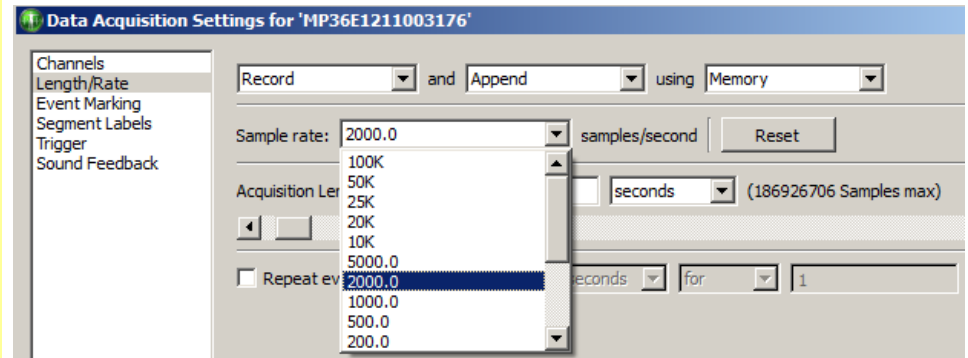 Data Acquisition Settings for 'MP36E1211003176'
Channels
Length/Rate
Event Marking
Segment Labels
Trigger
Sound Feedback
Record and Append using Memory
Sample rate: 2000.0 samples/second Reset
100K
50K
25K
20K
10K
5000.0
2000.0
1000.0
500.0
200.0
Acquisition Ler seconds (186926706 Samples max)
Repeat ev seconds for 1